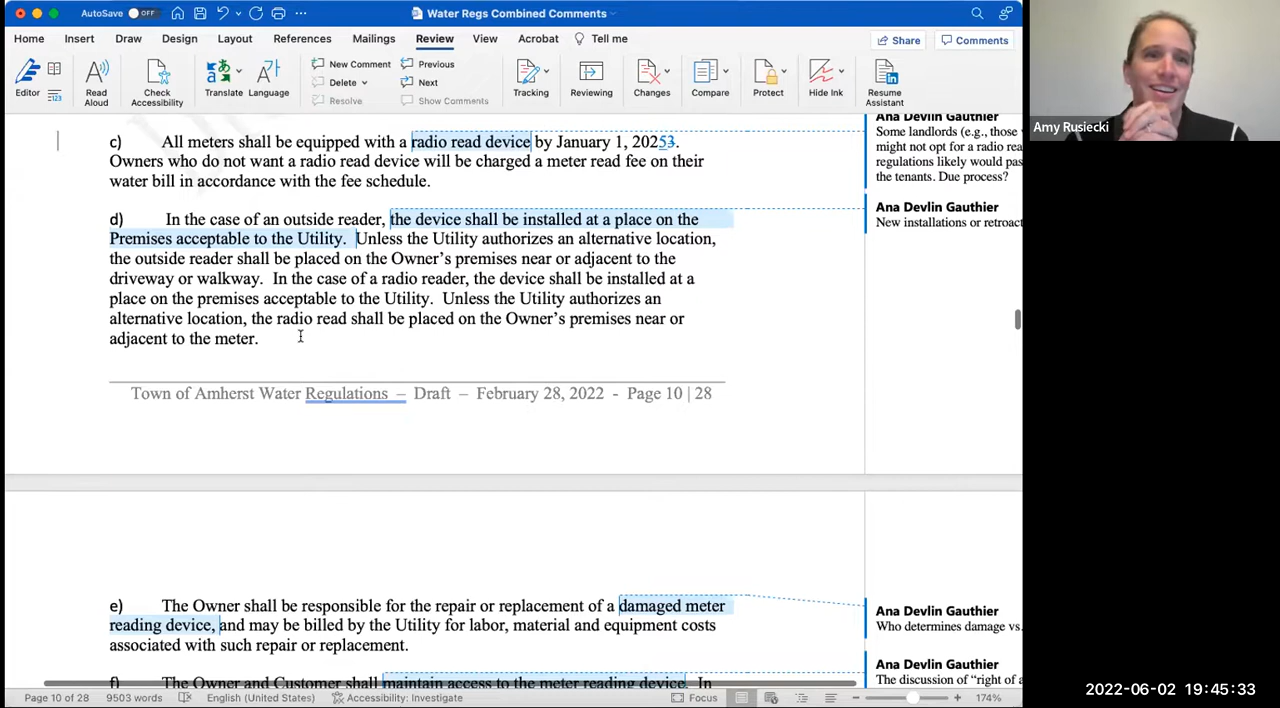 AutoSave OFF
Water Regs Combined Comments
Home Insert Draw Design Layout References Mailings Review View Acrobat Tell me Share Comments
Editor Read Aloud Check Accessibility Translate Language New Comment Delete Resolve Previous Next Show Comments Tracking Reviewing Changes Compare Protect Hide Ink Resume Assistant
c) All meters shall be equipped with a radio read device by January 1, 20253.
Owners who do not want a radio read device will be charged a meter read fee on their
water bill in accordance with the fee schedule.
d) In the case of an outside reader, the device shall be installed at a place on the
Premises acceptable to the Utility. Unless the Utility authorizes an alternative location,
the outside reader shall be placed on the Owner's premises near or adjacent to the
driveway or walkway. In the case of a radio reader, the device shall be installed at a
place on the premises acceptable to the Utility. Unless the Utility authorizes an
alternative location, the radio read shall be placed on the Owner's premises near or
adjacent to the meter.
Town of Amherst Water Regulations – Draft – February 28, 2022 - Page 10 | 28
e) The Owner shall be responsible for the repair or replacement of a damaged meter
reading device, and may be billed by the Utility for labor, material and equipment costs
associated with such repair or replacement.
f) The Owner and Customer shall maintain access to the meter reading device. In
Ana Devlin Gauthier
Some landlords (e.g., those
might not opt for a radio rea
regulations likely would pas
the tenants. Due process?
Ana Devlin Gauthier
New installations or retroact
Ana Devlin Gauthier
Who determines damage vs.
Ana Devlin Gauthier
The discussion of "right of a
Page 10 of 28 9503 words English (United States) Accessibility: Investigate Focus 174%
Amy Rusiecki
2022-06-02 19:45:33